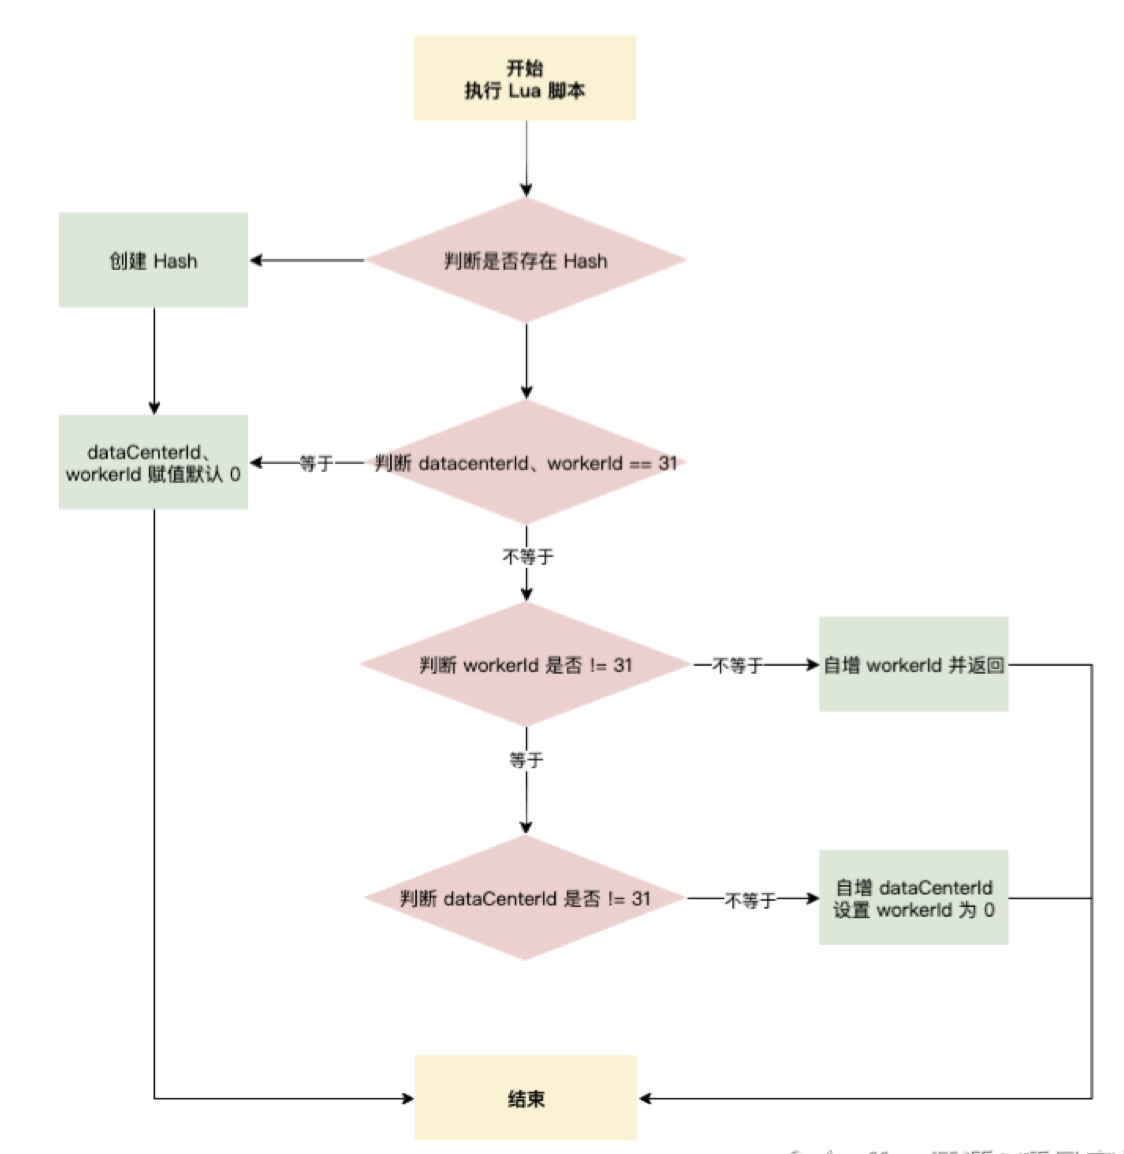 开始
执行 Lua 脚本
创建 Hash
判断是否存在 Hash
dataCenterId、
workerId 赋值默认 0
等于
判断 datacenterId、workerId == 31
不等于
判断 workerId 是否 != 31
不等于
自增 workerId 并返回
等于
判断 dataCenterId 是否 != 31
不等于
自增 dataCenterId
设置 workerId 为 0
结束